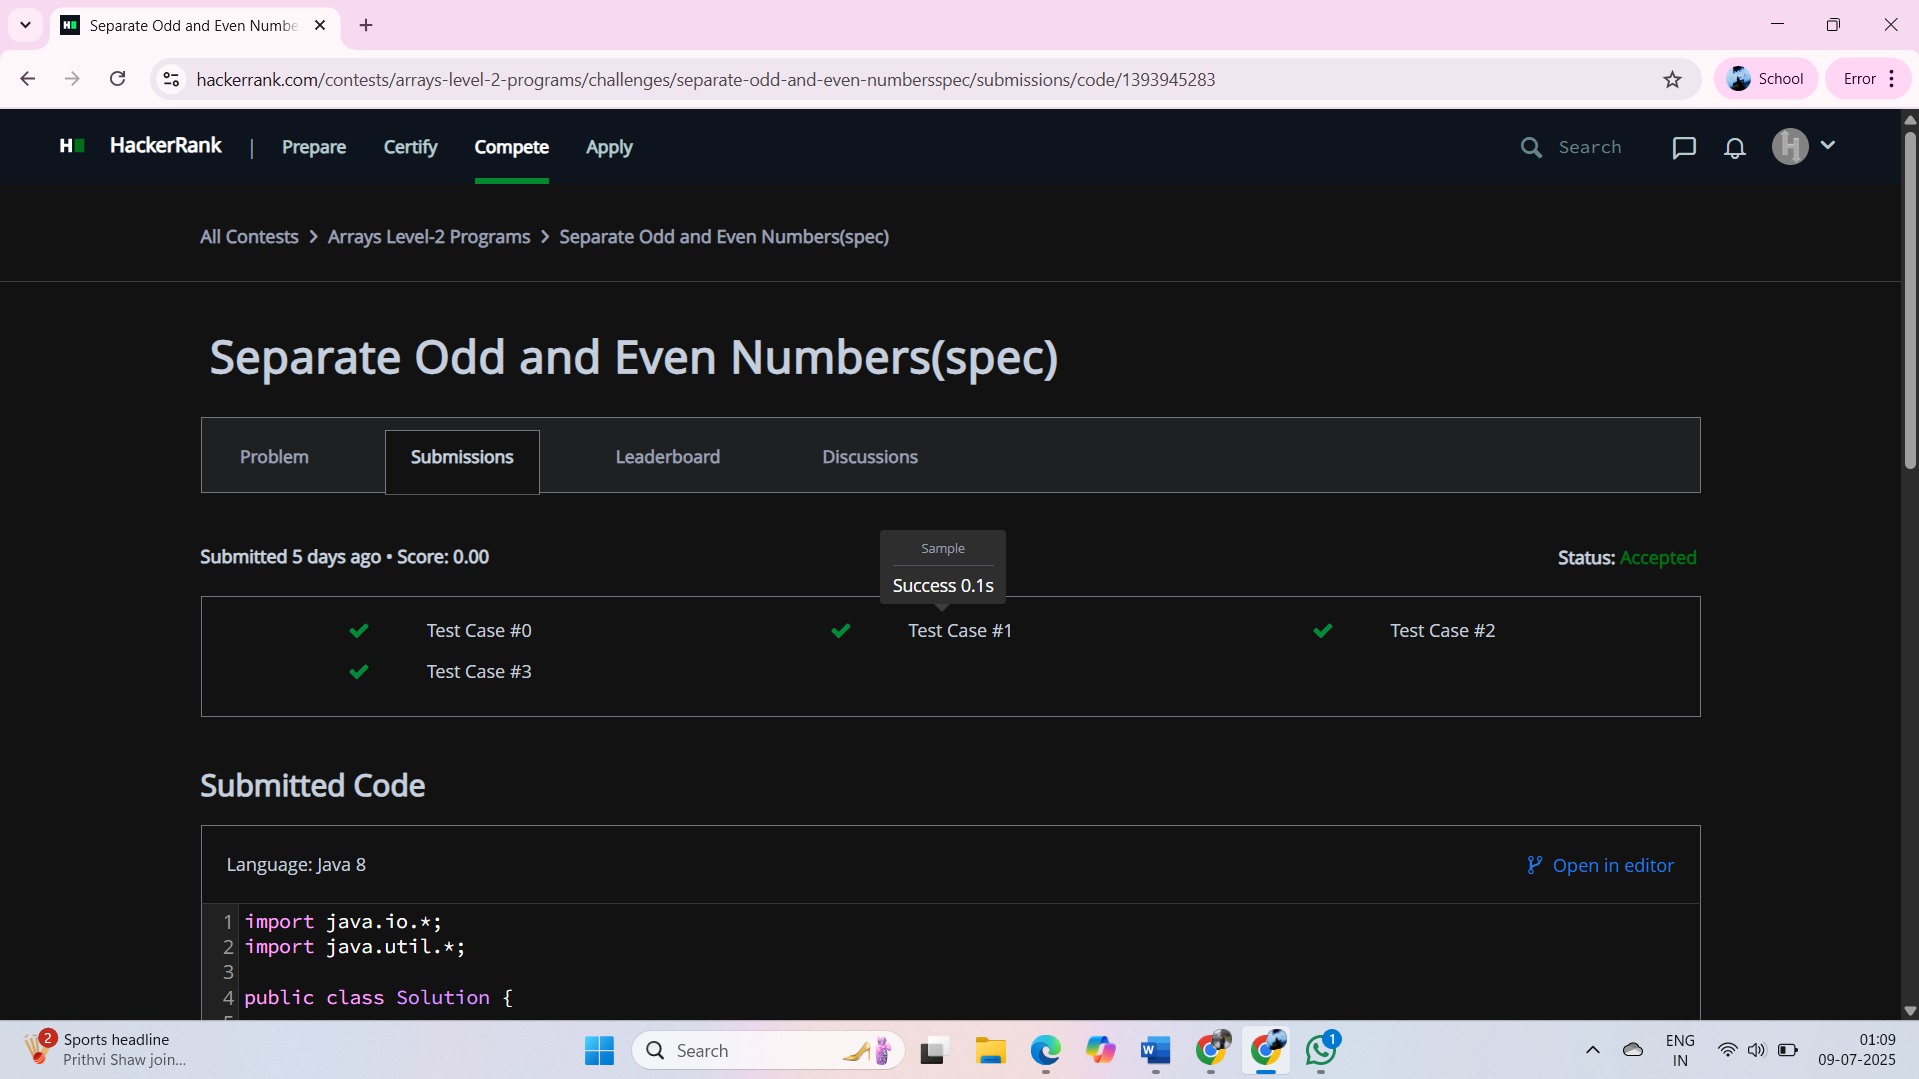 Separate Odd and Even Numbe
hackerrank.com/contests/arrays-level-2-programs/challenges/separate-odd-and-even-numbersspec/submissions/code/1393945283
School
Error
H
HackerRank | Prepare Certify Compete Apply
Search
H
All Contests > Arrays Level-2 Programs > Separate Odd and Even Numbers(spec)
Separate Odd and Even Numbers(spec)
Problem Submissions Leaderboard Discussions
Sample
Success 0.1s
Submitted 5 days ago • Score: 0.00
Status: Accepted
Test Case #0 Test Case #1 Test Case #2
Test Case #3
Submitted Code
Language: Java 8
Open in editor
1 import java.io.*;
2 import java.util.*;
3
4 public class Solution {
2
Sports headline
Prithvi Shaw join...
Search
W
1
ENG
IN
01:09
09-07-2025